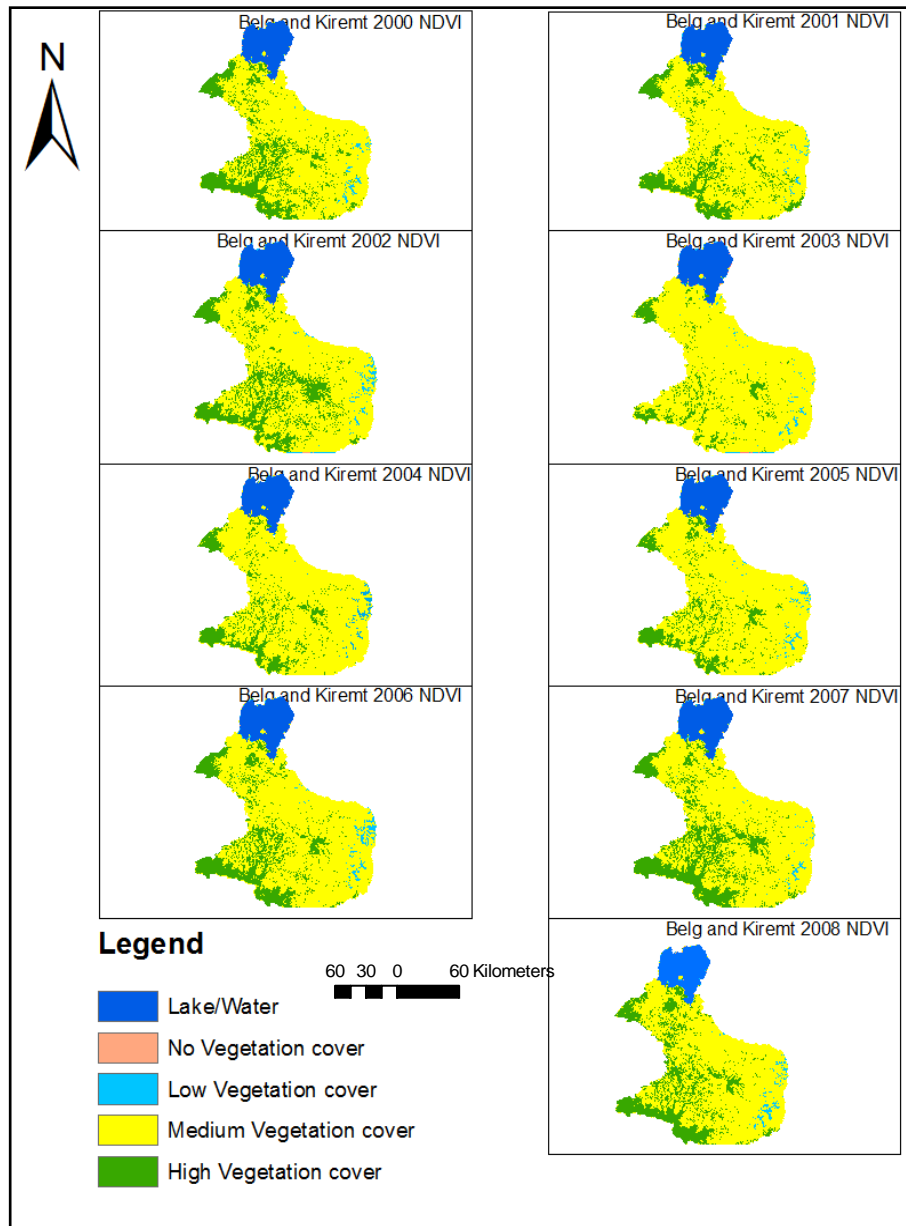 Belg and Kiremt 2000 NDVI
Belg and Kiremt 2001 NDVI
N
Belg and Kiremt 2002 NDVI
Belg and Kiremt 2003 NDVI
Belg and Kiremt 2004 NDVI
Belg and Kiremt 2005 NDVI
Belg and Kiremt 2006 NDVI
Belg and Kiremt 2007 NDVI
Belg and Kiremt 2008 NDVI
Legend
60 30 0 60 Kilometers
Lake/Water
No Vegetation cover
Low Vegetation cover
Medium Vegetation cover
High Vegetation cover